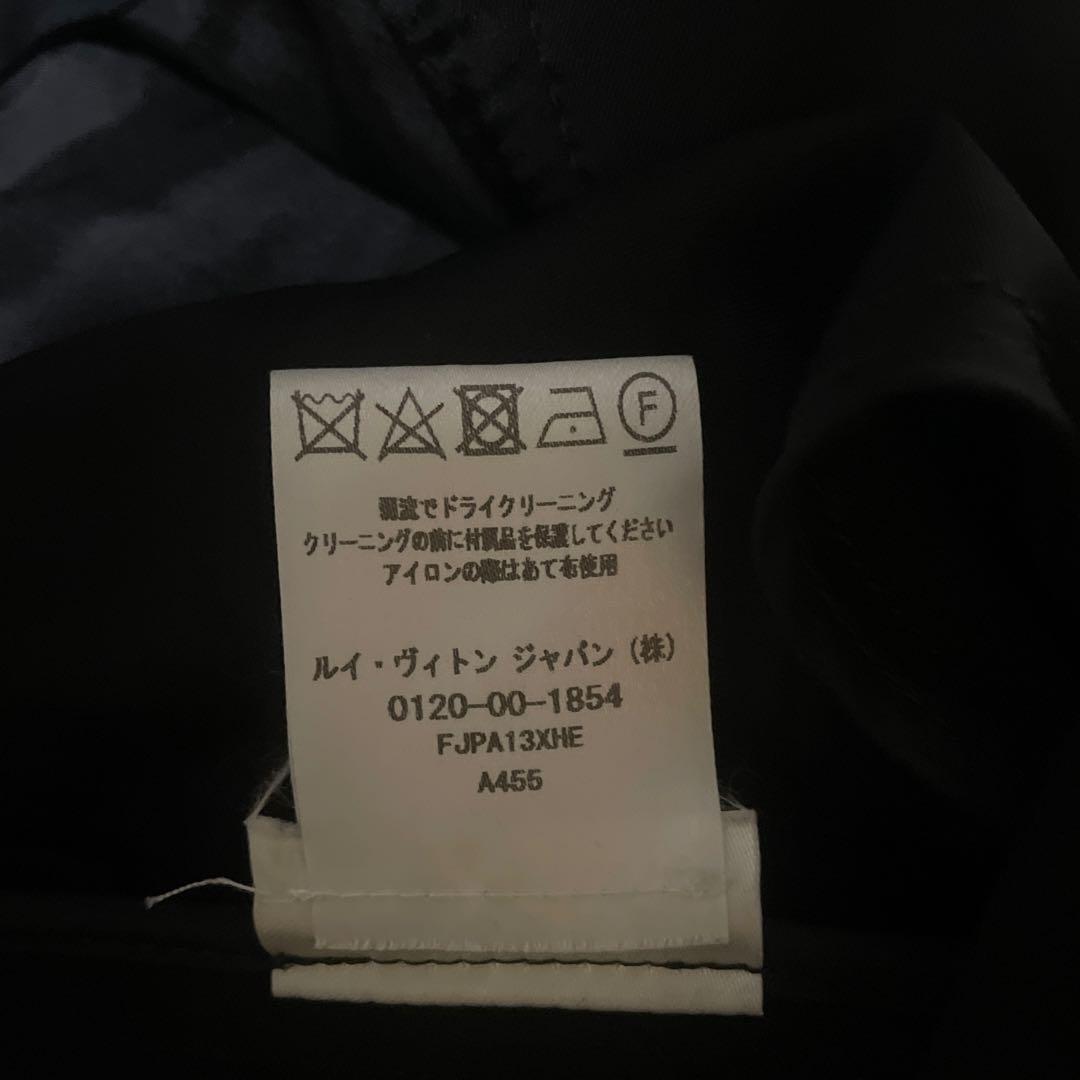 F
弱流でドライクリーニング
クリーニングの前に付属品を保護してください
アイロンの際はあて布使用
ルイ・ヴィトン ジャパン（株）
0120-00-1854
FJPA13XHE
A455